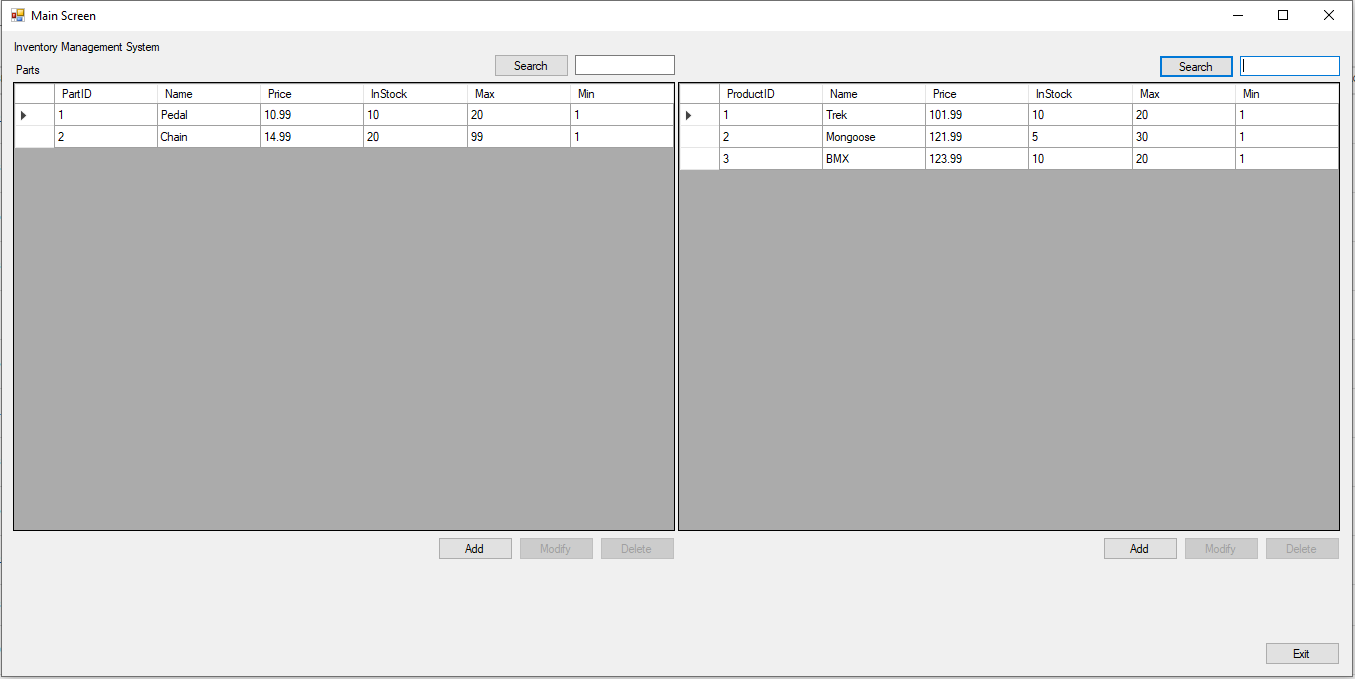 Main Screen
Inventory Management System
Parts
Search
Search
PartID Name Price InStock Max Min
1 Pedal 10.99 10 20 1
2 Chain 14.99 20 99 1
ProductID Name Price InStock Max Min
1 Trek 101.99 10 20 1
2 Mongoose 121.99 5 30 1
3 BMX 123.99 10 20 1
Add Modify Delete
Add Modify Delete
Exit